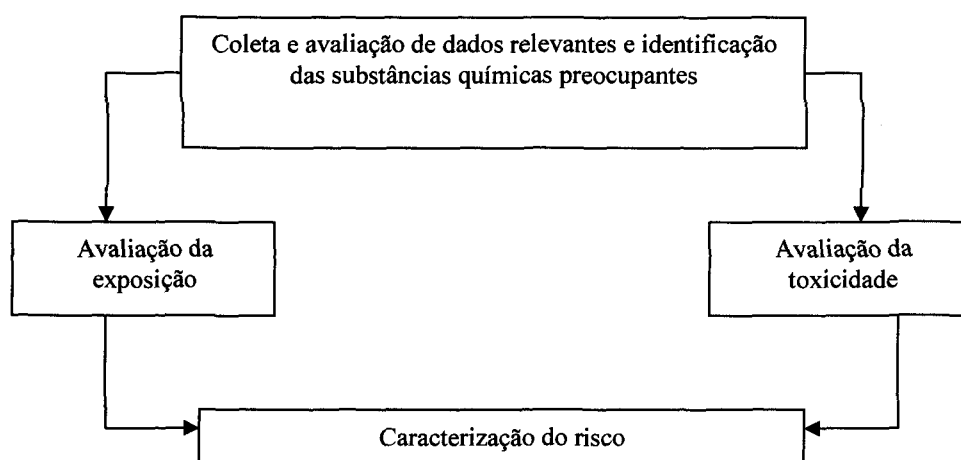 Coleta e avaliação de dados relevantes e identificação
das substâncias químicas preocupantes
Avaliação da
exposição
Avaliação da
toxicidade
Caracterização do risco